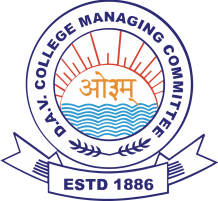 D.A.V. COLLEGE MANAGING COMMITTEE
ओ३म्
ESTD 1886